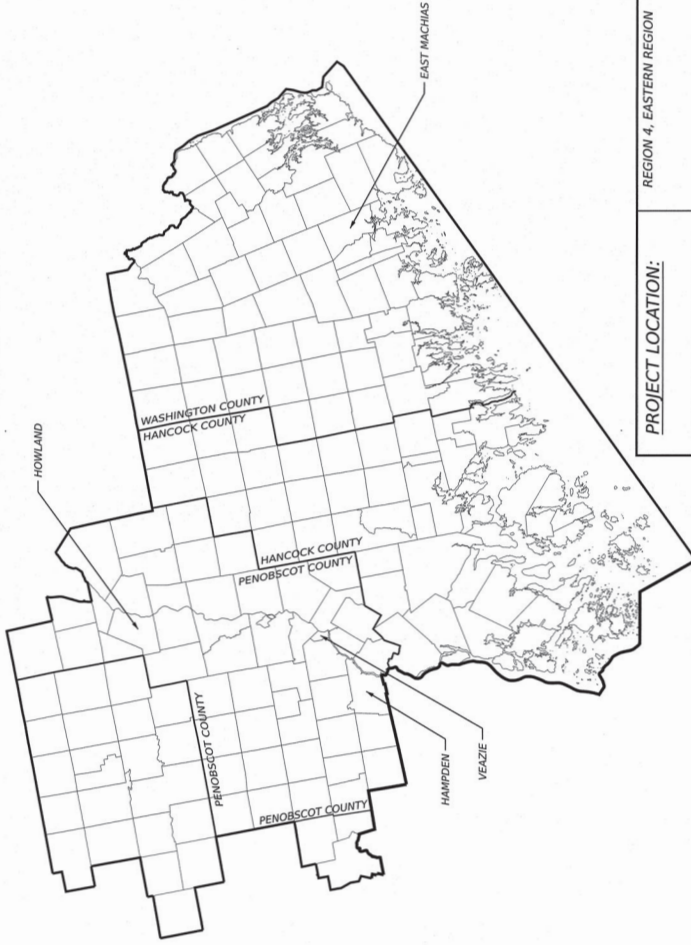 HOWLAND
WASHINGTON COUNTY
HANCOCK COUNTY
EAST MACHIAS
HANCOCK COUNTY
PENOBSCOT COUNTY
PENOBSCOT COUNTY
PENOBSCOT COUNTY
HAMPDEN
VEAZIE
PROJECT LOCATION:
REGION 4, EASTERN REGION